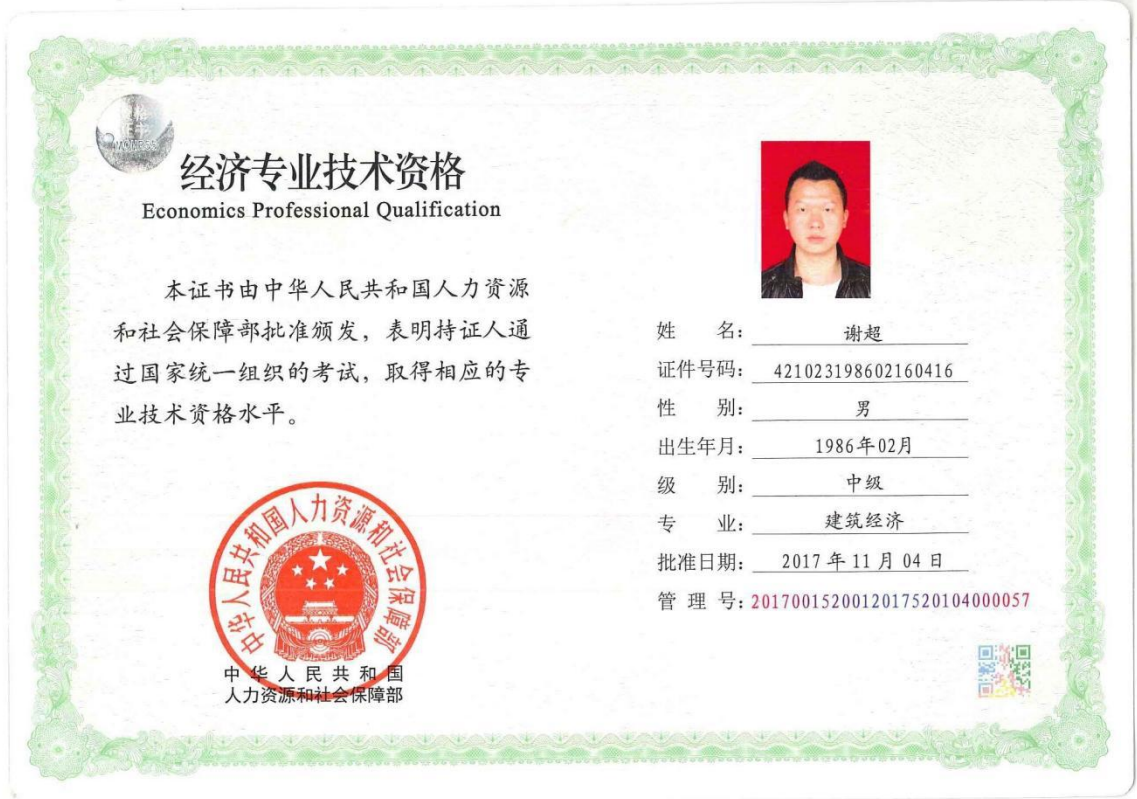 经济专业技术资格
Economics Professional Qualification
本证书由中华人民共和国人力资源
和社会保障部批准颁发，表明持证人通
过国家统一组织的考试，取得相应的专
业技术资格水平。
中华人民共和国人力资源和社会保障部
中华人民共和国
人力资源和社会保障部
姓 名：谢超
证件号码：421023198602160416
性 别：男
出生年月：1986年02月
级 别：中级
专 业：建筑经济
批准日期：2017年11月04日
管 理 号：2017001520012017520104000057